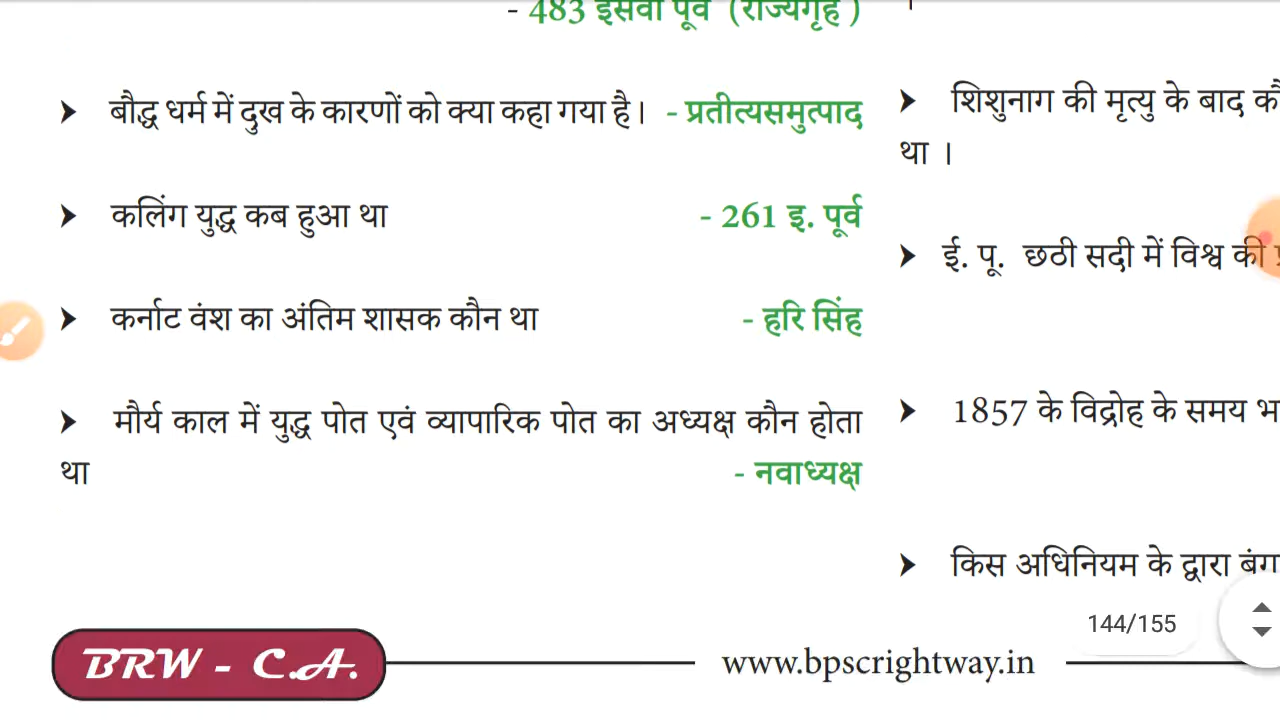 - 483 इसवी पूर्व (राज्यगृह )
➤ बौद्ध धर्म में दुख के कारणों को क्या कहा गया है। - प्रतीत्यसमुत्पाद
➤ कलिंग युद्ध कब हुआ था - 261 इ. पूर्व
➤ कर्नाट वंश का अंतिम शासक कौन था - हरि सिंह
➤ मौर्य काल में युद्ध पोत एवं व्यापारिक पोत का अध्यक्ष कौन होता
था - नवाध्यक्ष
➤ शिशुनाग की मृत्यु के बाद
था ।
➤ ई. पू. छठी सदी में विश्व की
➤ 1857 के विद्रोह के समय
➤ किस अधिनियम के द्वारा
144/155
BRW - C.A.
www.bpscrightway.in